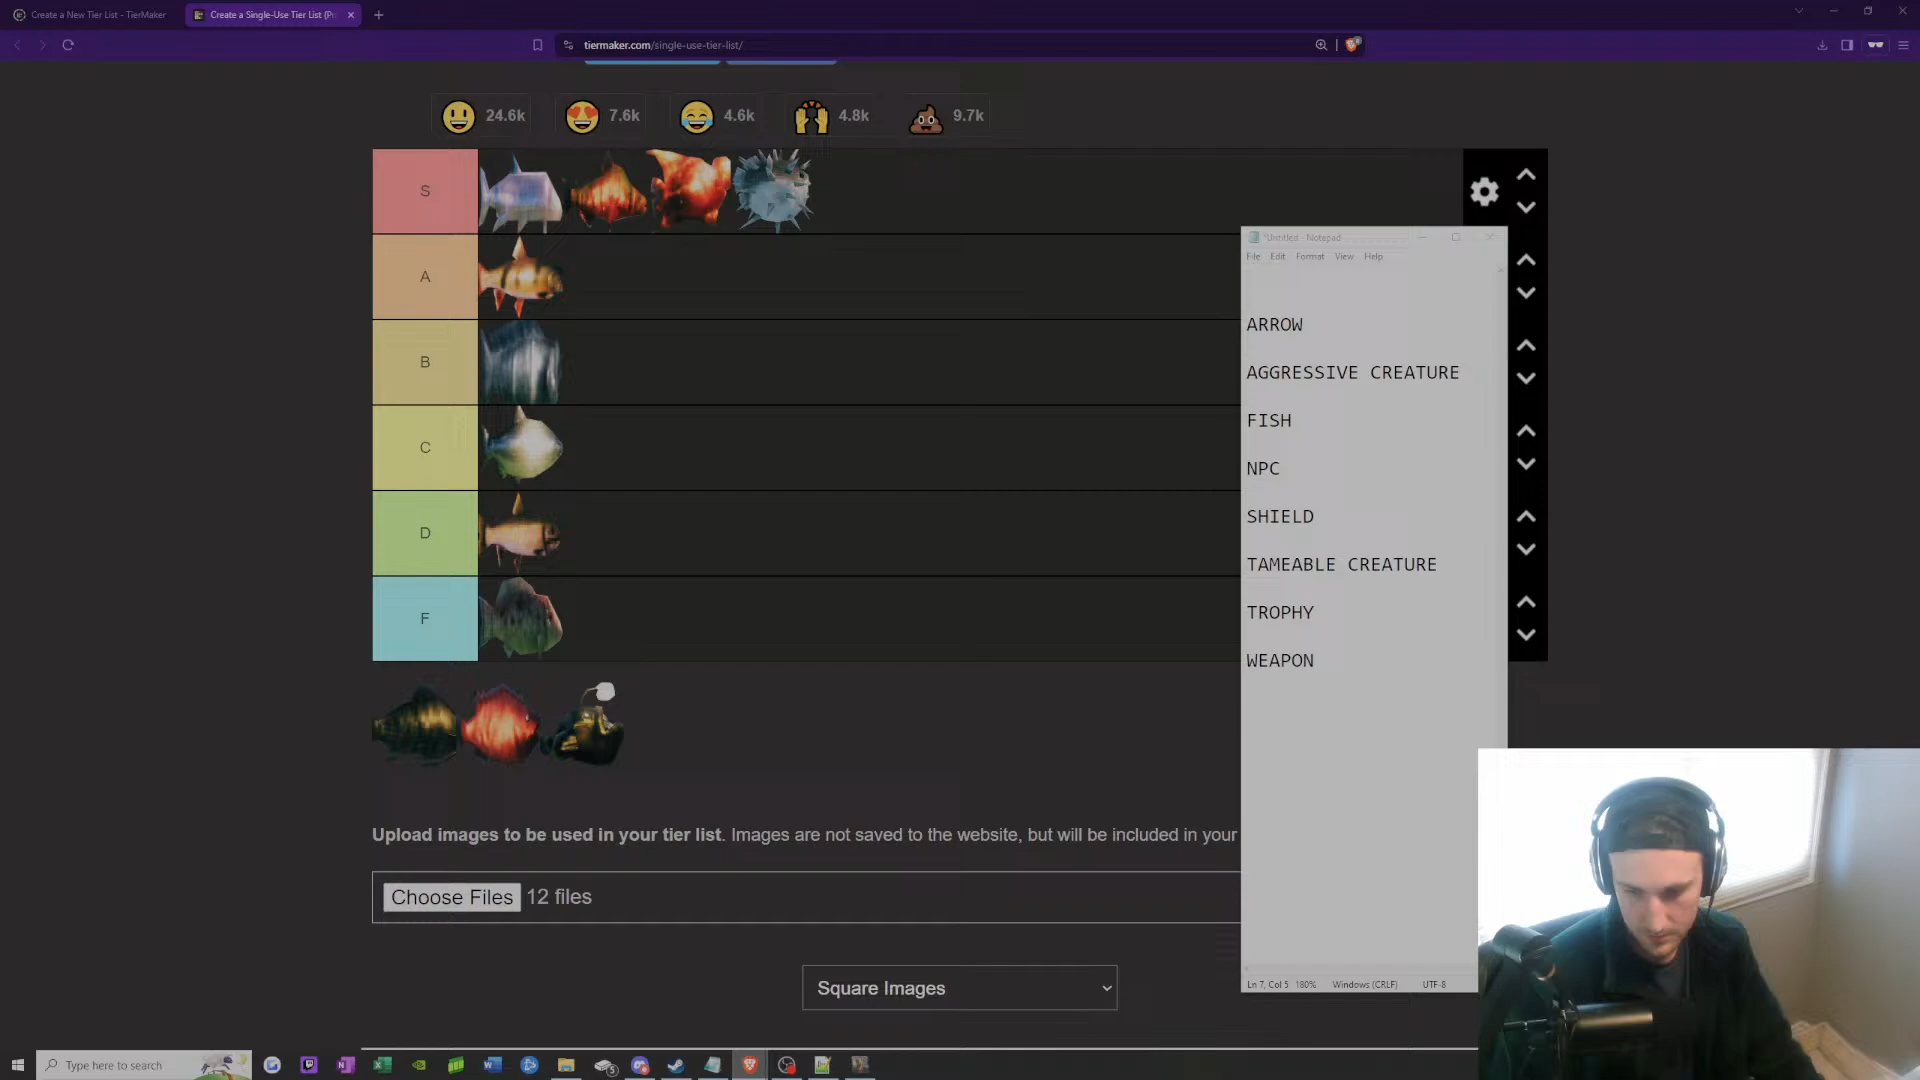 Create a New Tier List - TierMaker
Create a Single-Use Tier List (Pr
tiermaker.com/single-use-tier-list/
24.6k
7.6k
4.6k
4.8k
9.7k
S
A
B
C
D
F
*Untitled - Notepad
File Edit Format View Help
ARROW
AGGRESSIVE CREATURE
FISH
NPC
SHIELD
TAMEABLE CREATURE
TROPHY
WEAPON
Ln 7, Col 5 180% Windows (CRLF) UTF-8
Upload images to be used in your tier list. Images are not saved to the website, but will be included in your
Choose Files 12 files
Square Images
Type here to search